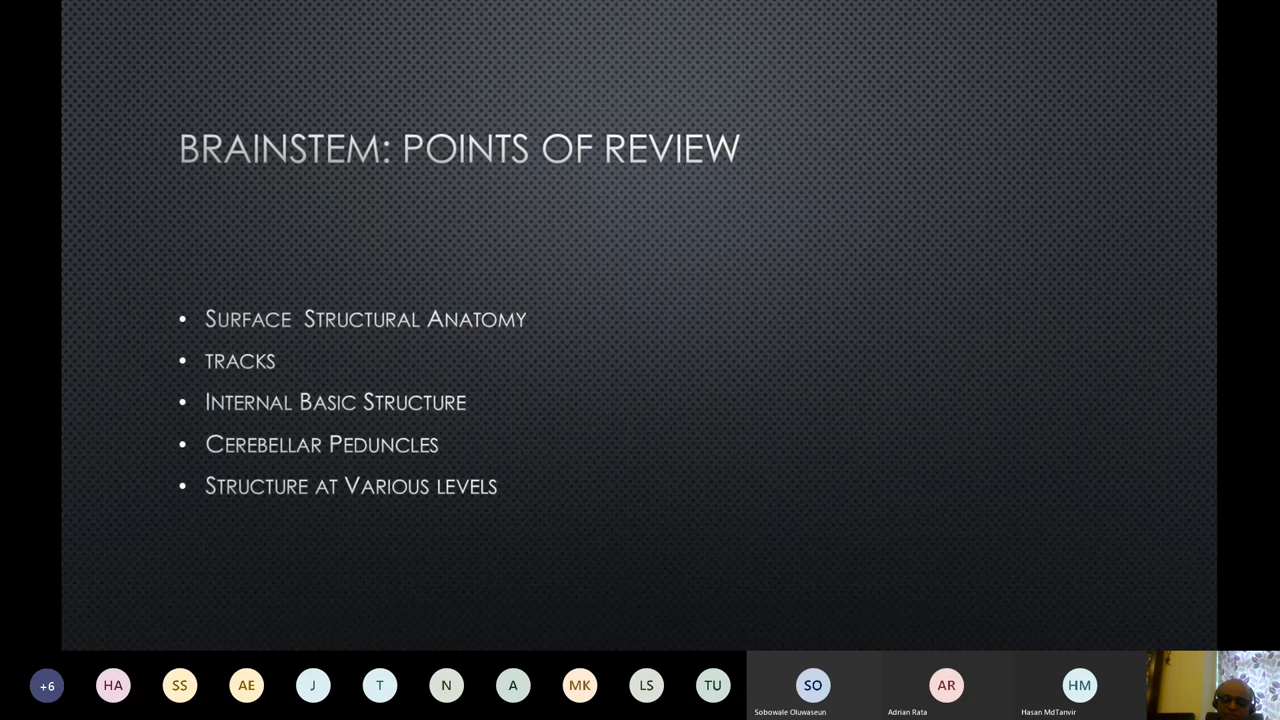 BRAINSTEM: POINTS OF REVIEW
• SURFACE STRUCTURAL ANATOMY
• TRACKS
• INTERNAL BASIC STRUCTURE
• CEREBELLAR PEDUNCLES
• STRUCTURE AT VARIOUS LEVELS
+6 HA SS AE J T N A MK LS TU SO AR HM
Sobowale Oluwaseun Adrian Rata Hasan MdTanvir